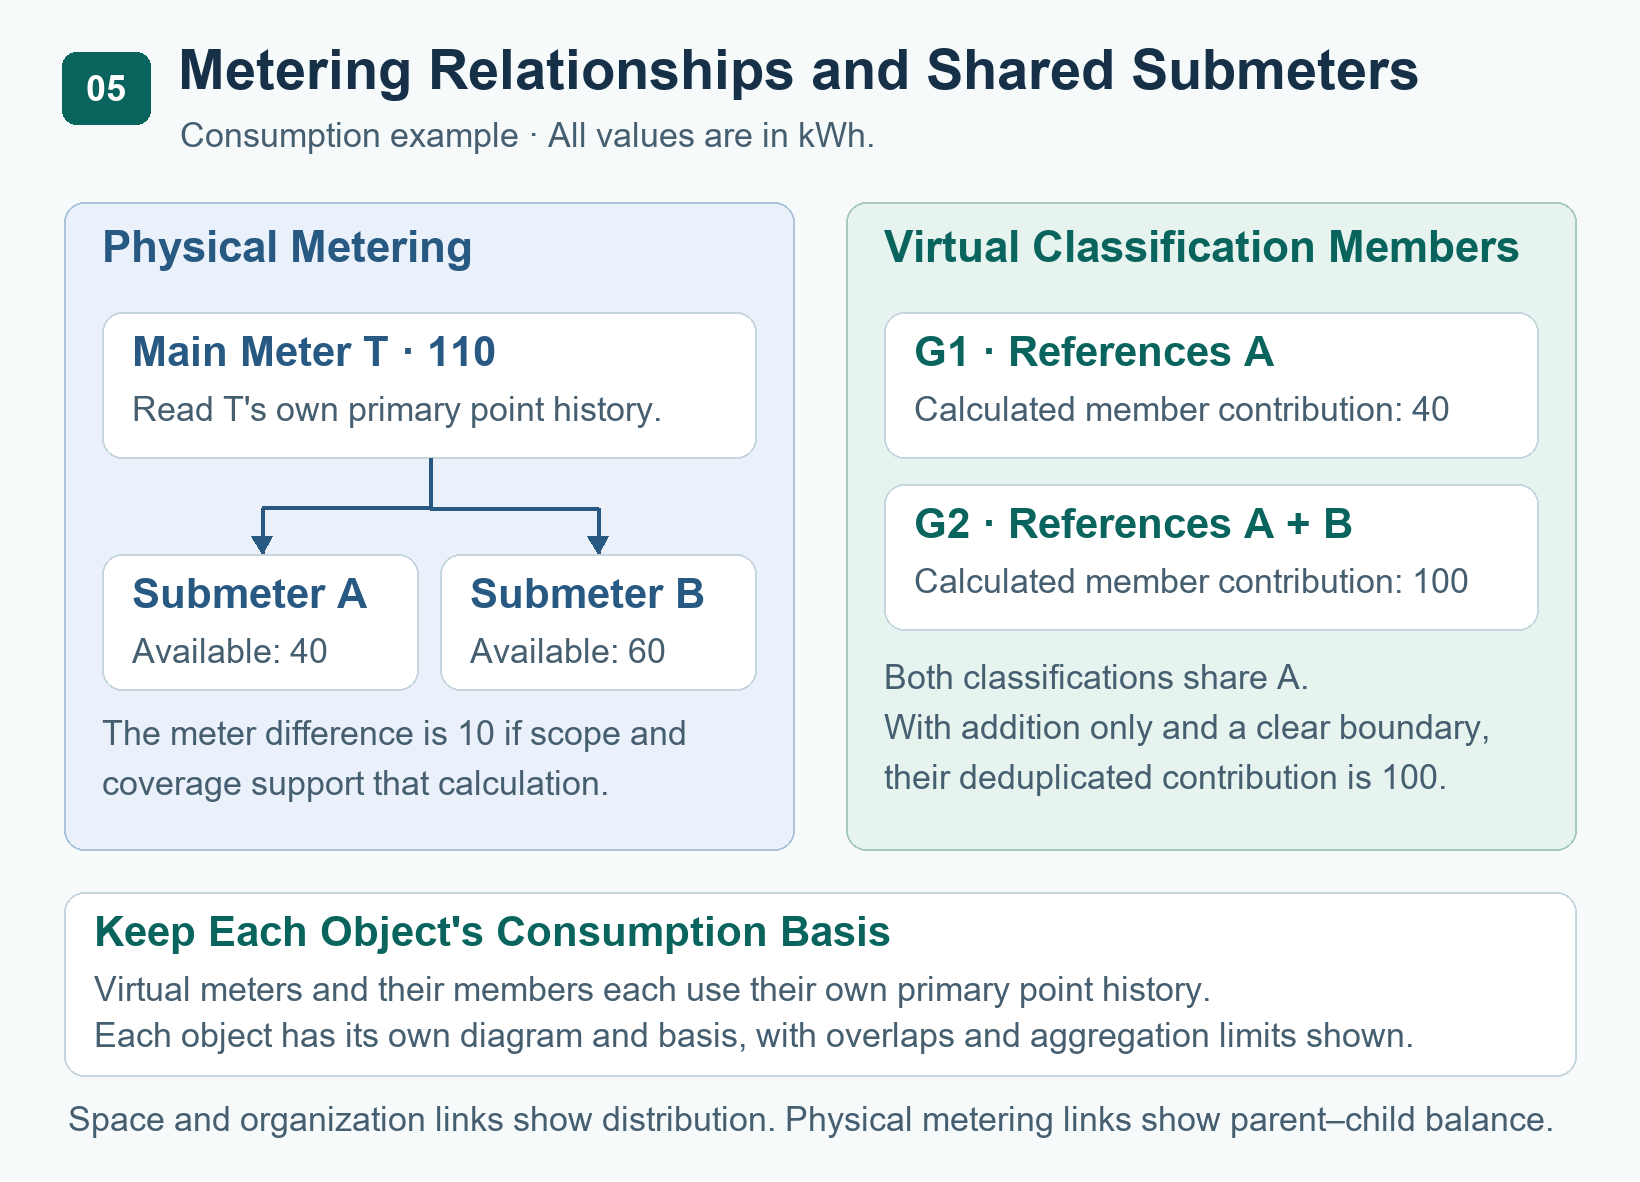 05
Metering Relationships and Shared Submeters
Consumption example · All values are in kWh.
Physical Metering
Main Meter T · 110
Read T's own primary point history.
Submeter A
Available: 40
Submeter B
Available: 60
The meter difference is 10 if scope and
coverage support that calculation.
Virtual Classification Members
G1 · References A
Calculated member contribution: 40
G2 · References A + B
Calculated member contribution: 100
Both classifications share A.
With addition only and a clear boundary,
their deduplicated contribution is 100.
Keep Each Object's Consumption Basis
Virtual meters and their members each use their own primary point history.
Each object has its own diagram and basis, with overlaps and aggregation limits shown.
Space and organization links show distribution. Physical metering links show parent–child balance.